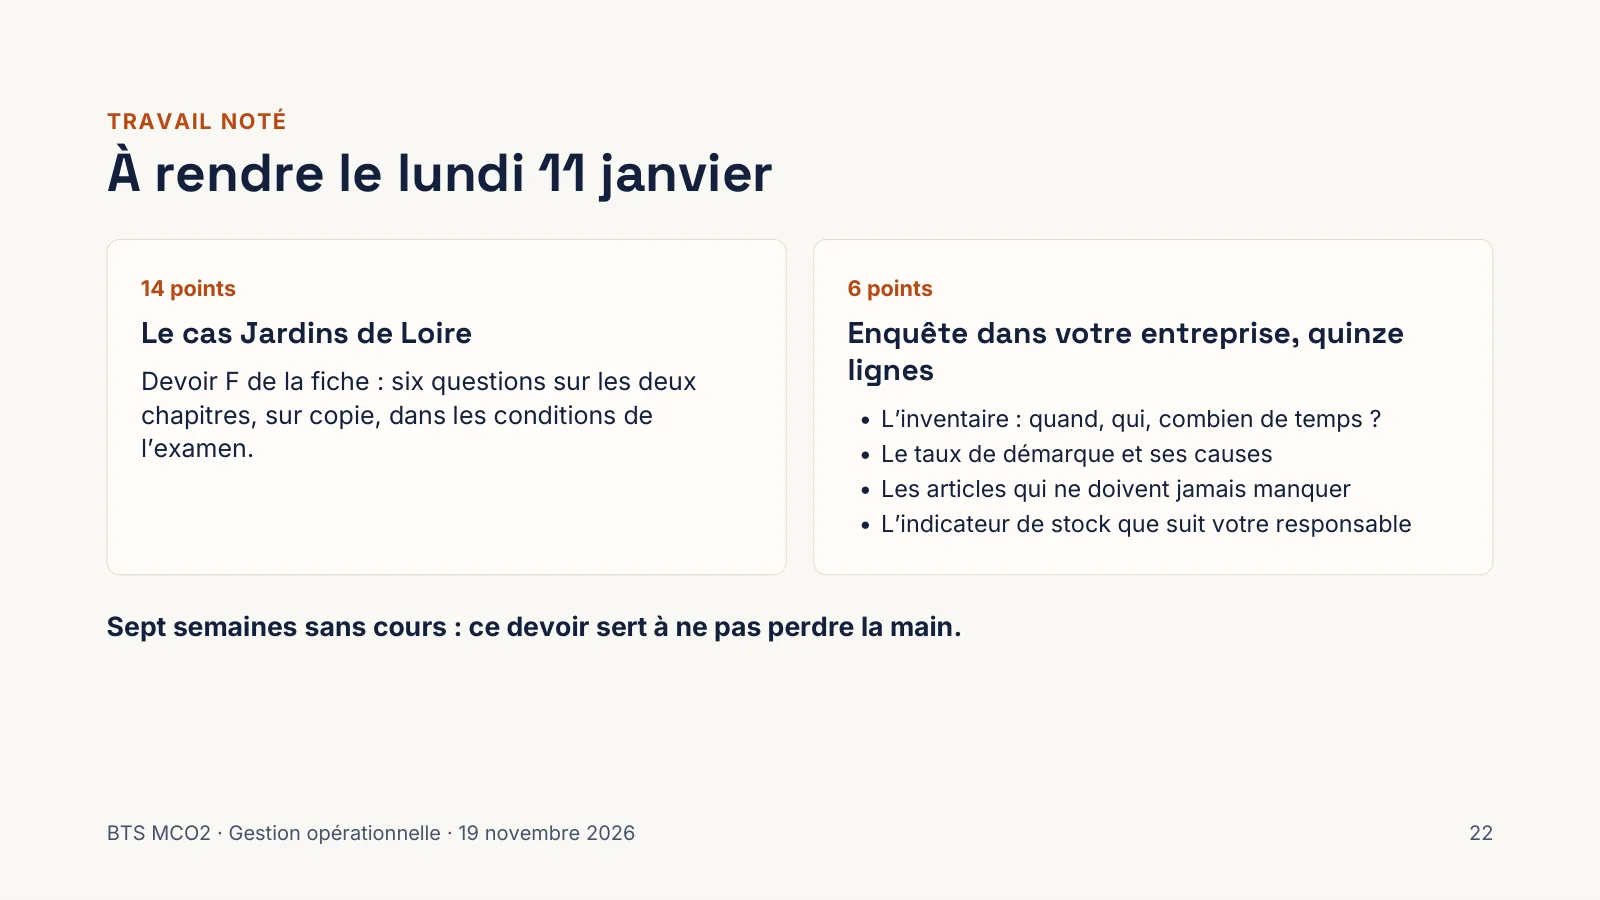 TRAVAIL NOTÉ
À rendre le lundi 11 janvier
14 points
Le cas Jardins de Loire
Devoir F de la fiche : six questions sur les deux
chapitres, sur copie, dans les conditions de
l’examen.
6 points
Enquête dans votre entreprise, quinze
lignes
• L’inventaire : quand, qui, combien de temps ?
• Le taux de démarque et ses causes
• Les articles qui ne doivent jamais manquer
• L’indicateur de stock que suit votre responsable
Sept semaines sans cours : ce devoir sert à ne pas perdre la main.
BTS MCO2 · Gestion opérationnelle · 19 novembre 2026
22